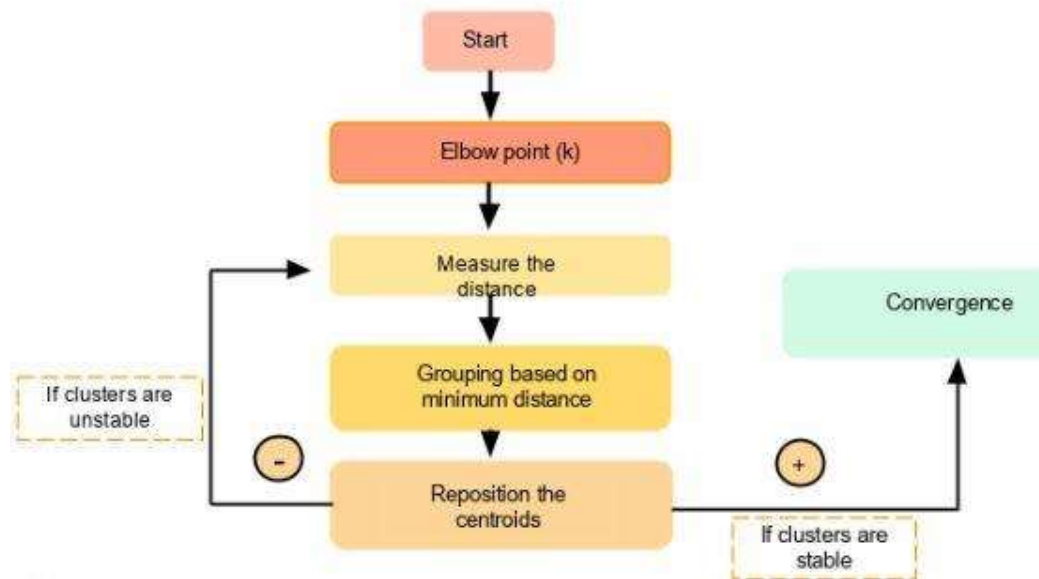 Start
Elbow point (k)
Measure the
distance
Convergence
Grouping based on
minimum distance
If clusters are
unstable
-
+
Reposition the
centroids
If clusters are
stable